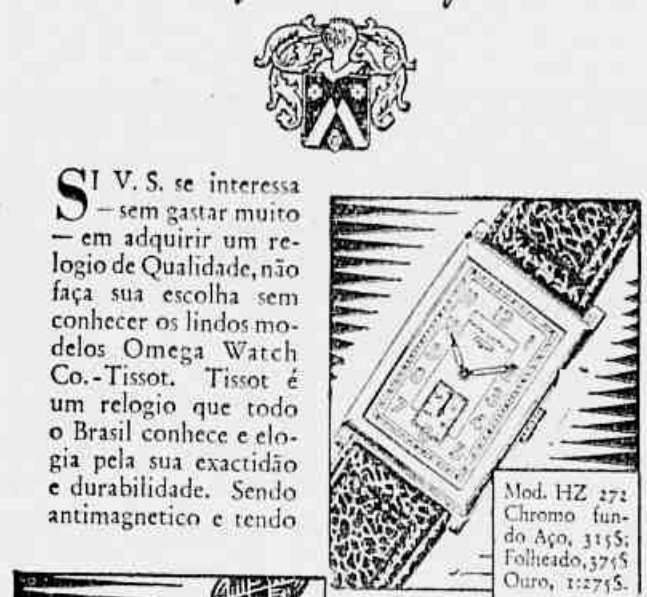 SI V. S. se interessa
— sem gastar muito
— em adquirir um re-
logio de Qualidade, não
faça sua escolha sem
conhecer os lindos mo-
delos Omega Watch
Co.-Tissot. Tissot é
um relogio que todo
o Brasil conhece e elo-
gia pela sua exactidão
e durabilidade. Sendo
antimagnetico e tendo
Mod. HZ 272
Chromo fun-
do Aço, 315$;
Folheado, 375$
Ouro, 1:275$.